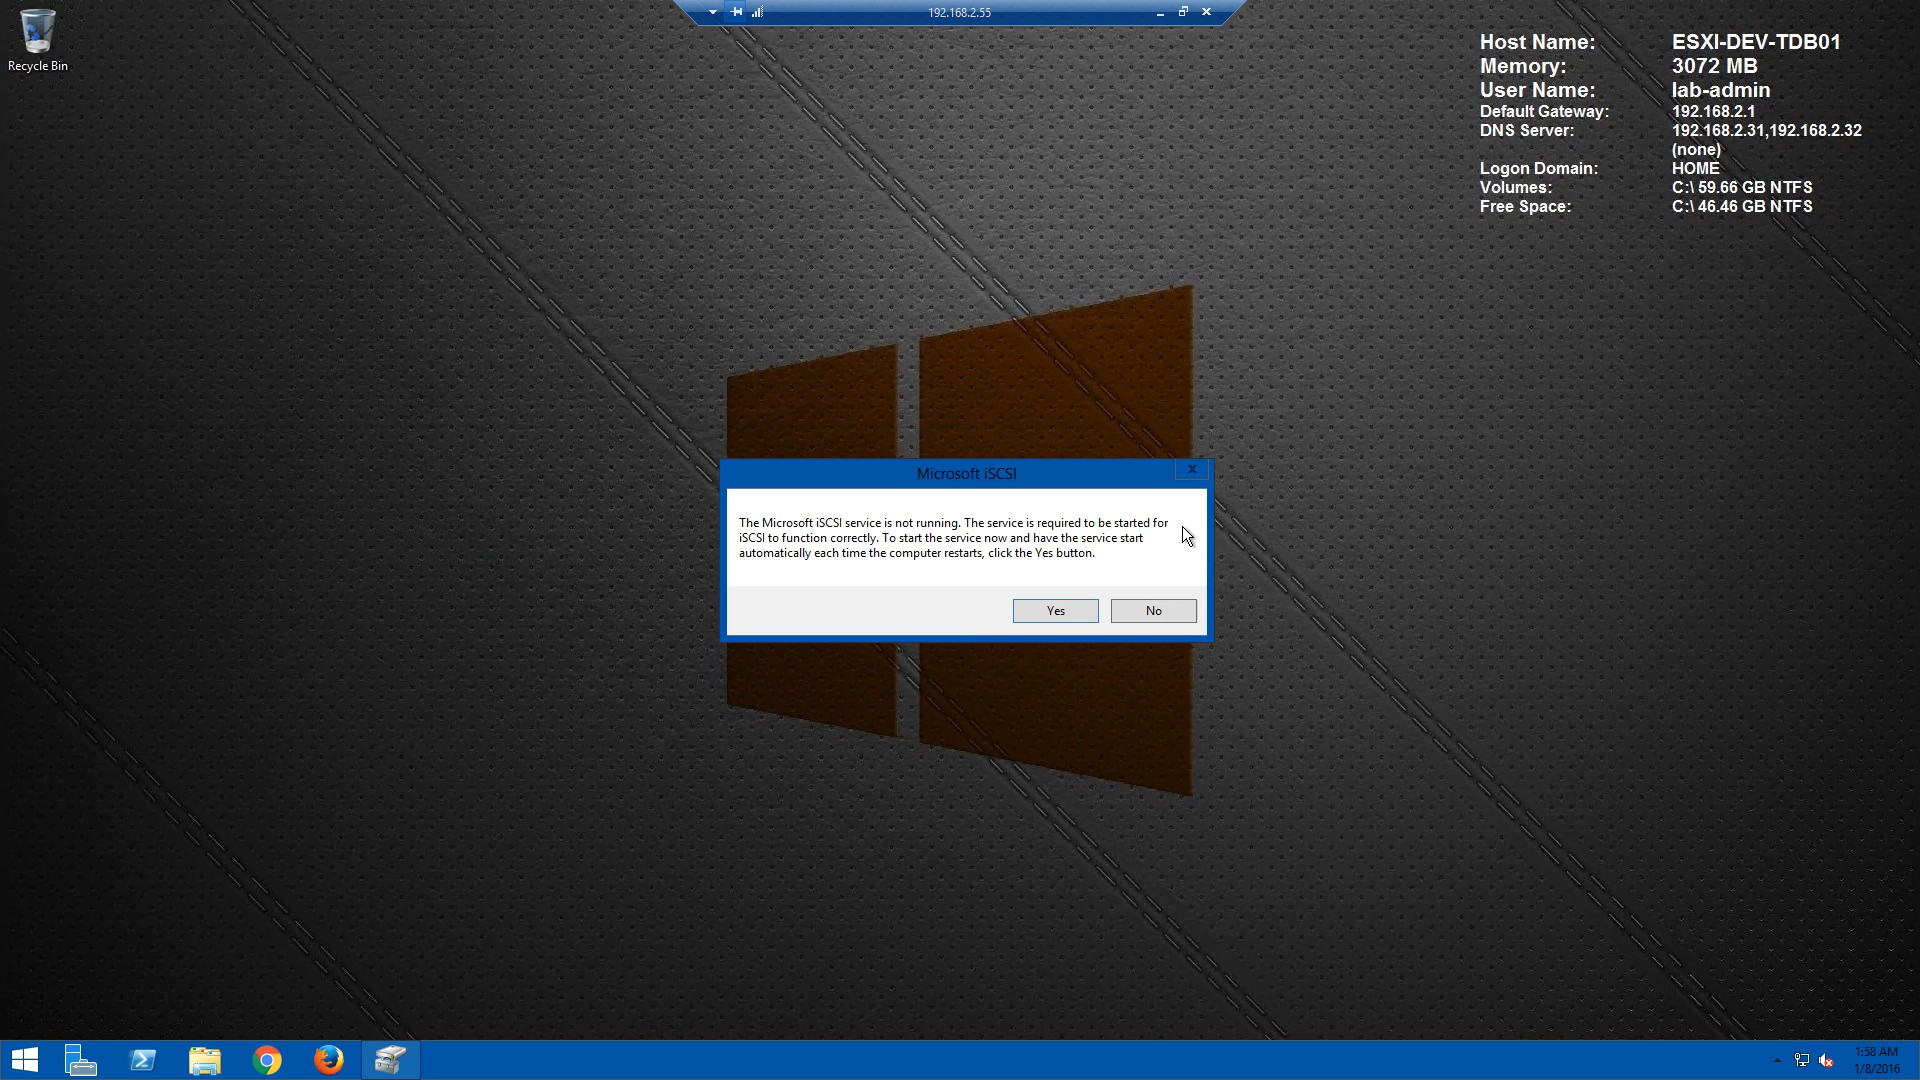 192.168.2.55
Recycle Bin
Host Name: ESXI-DEV-TDB01
Memory: 3072 MB
User Name: lab-admin
Default Gateway: 192.168.2.1
DNS Server: 192.168.2.31,192.168.2.32
(none)
Logon Domain: HOME
Volumes: C:\ 59.66 GB NTFS
Free Space: C:\ 46.46 GB NTFS
Microsoft iSCSI
The Microsoft iSCSI service is not running. The service is required to be started for
iSCSI to function correctly. To start the service now and have the service start
automatically each time the computer restarts, click the Yes button.
Yes No
1:58 AM
1/8/2016